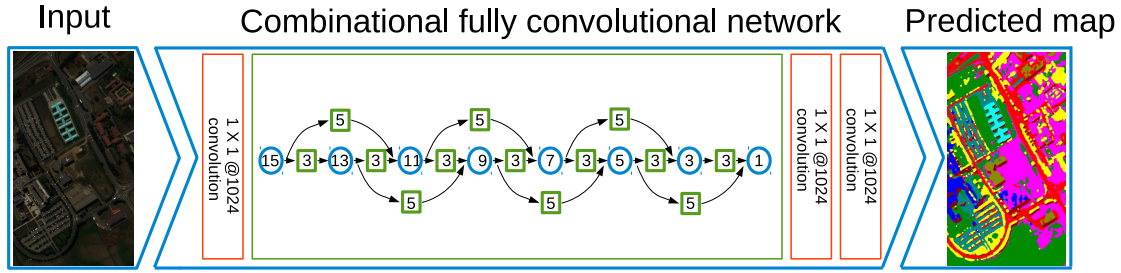 Input
Combinational fully convolutional network
Predicted map
1 X 1 @1024
convolution
5 5 5
15 3 13 3 11 3 9 3 7 3 5 3 3 3 1
5 5 5
1 X 1 @1024
convolution
1 X 1 @1024
convolution